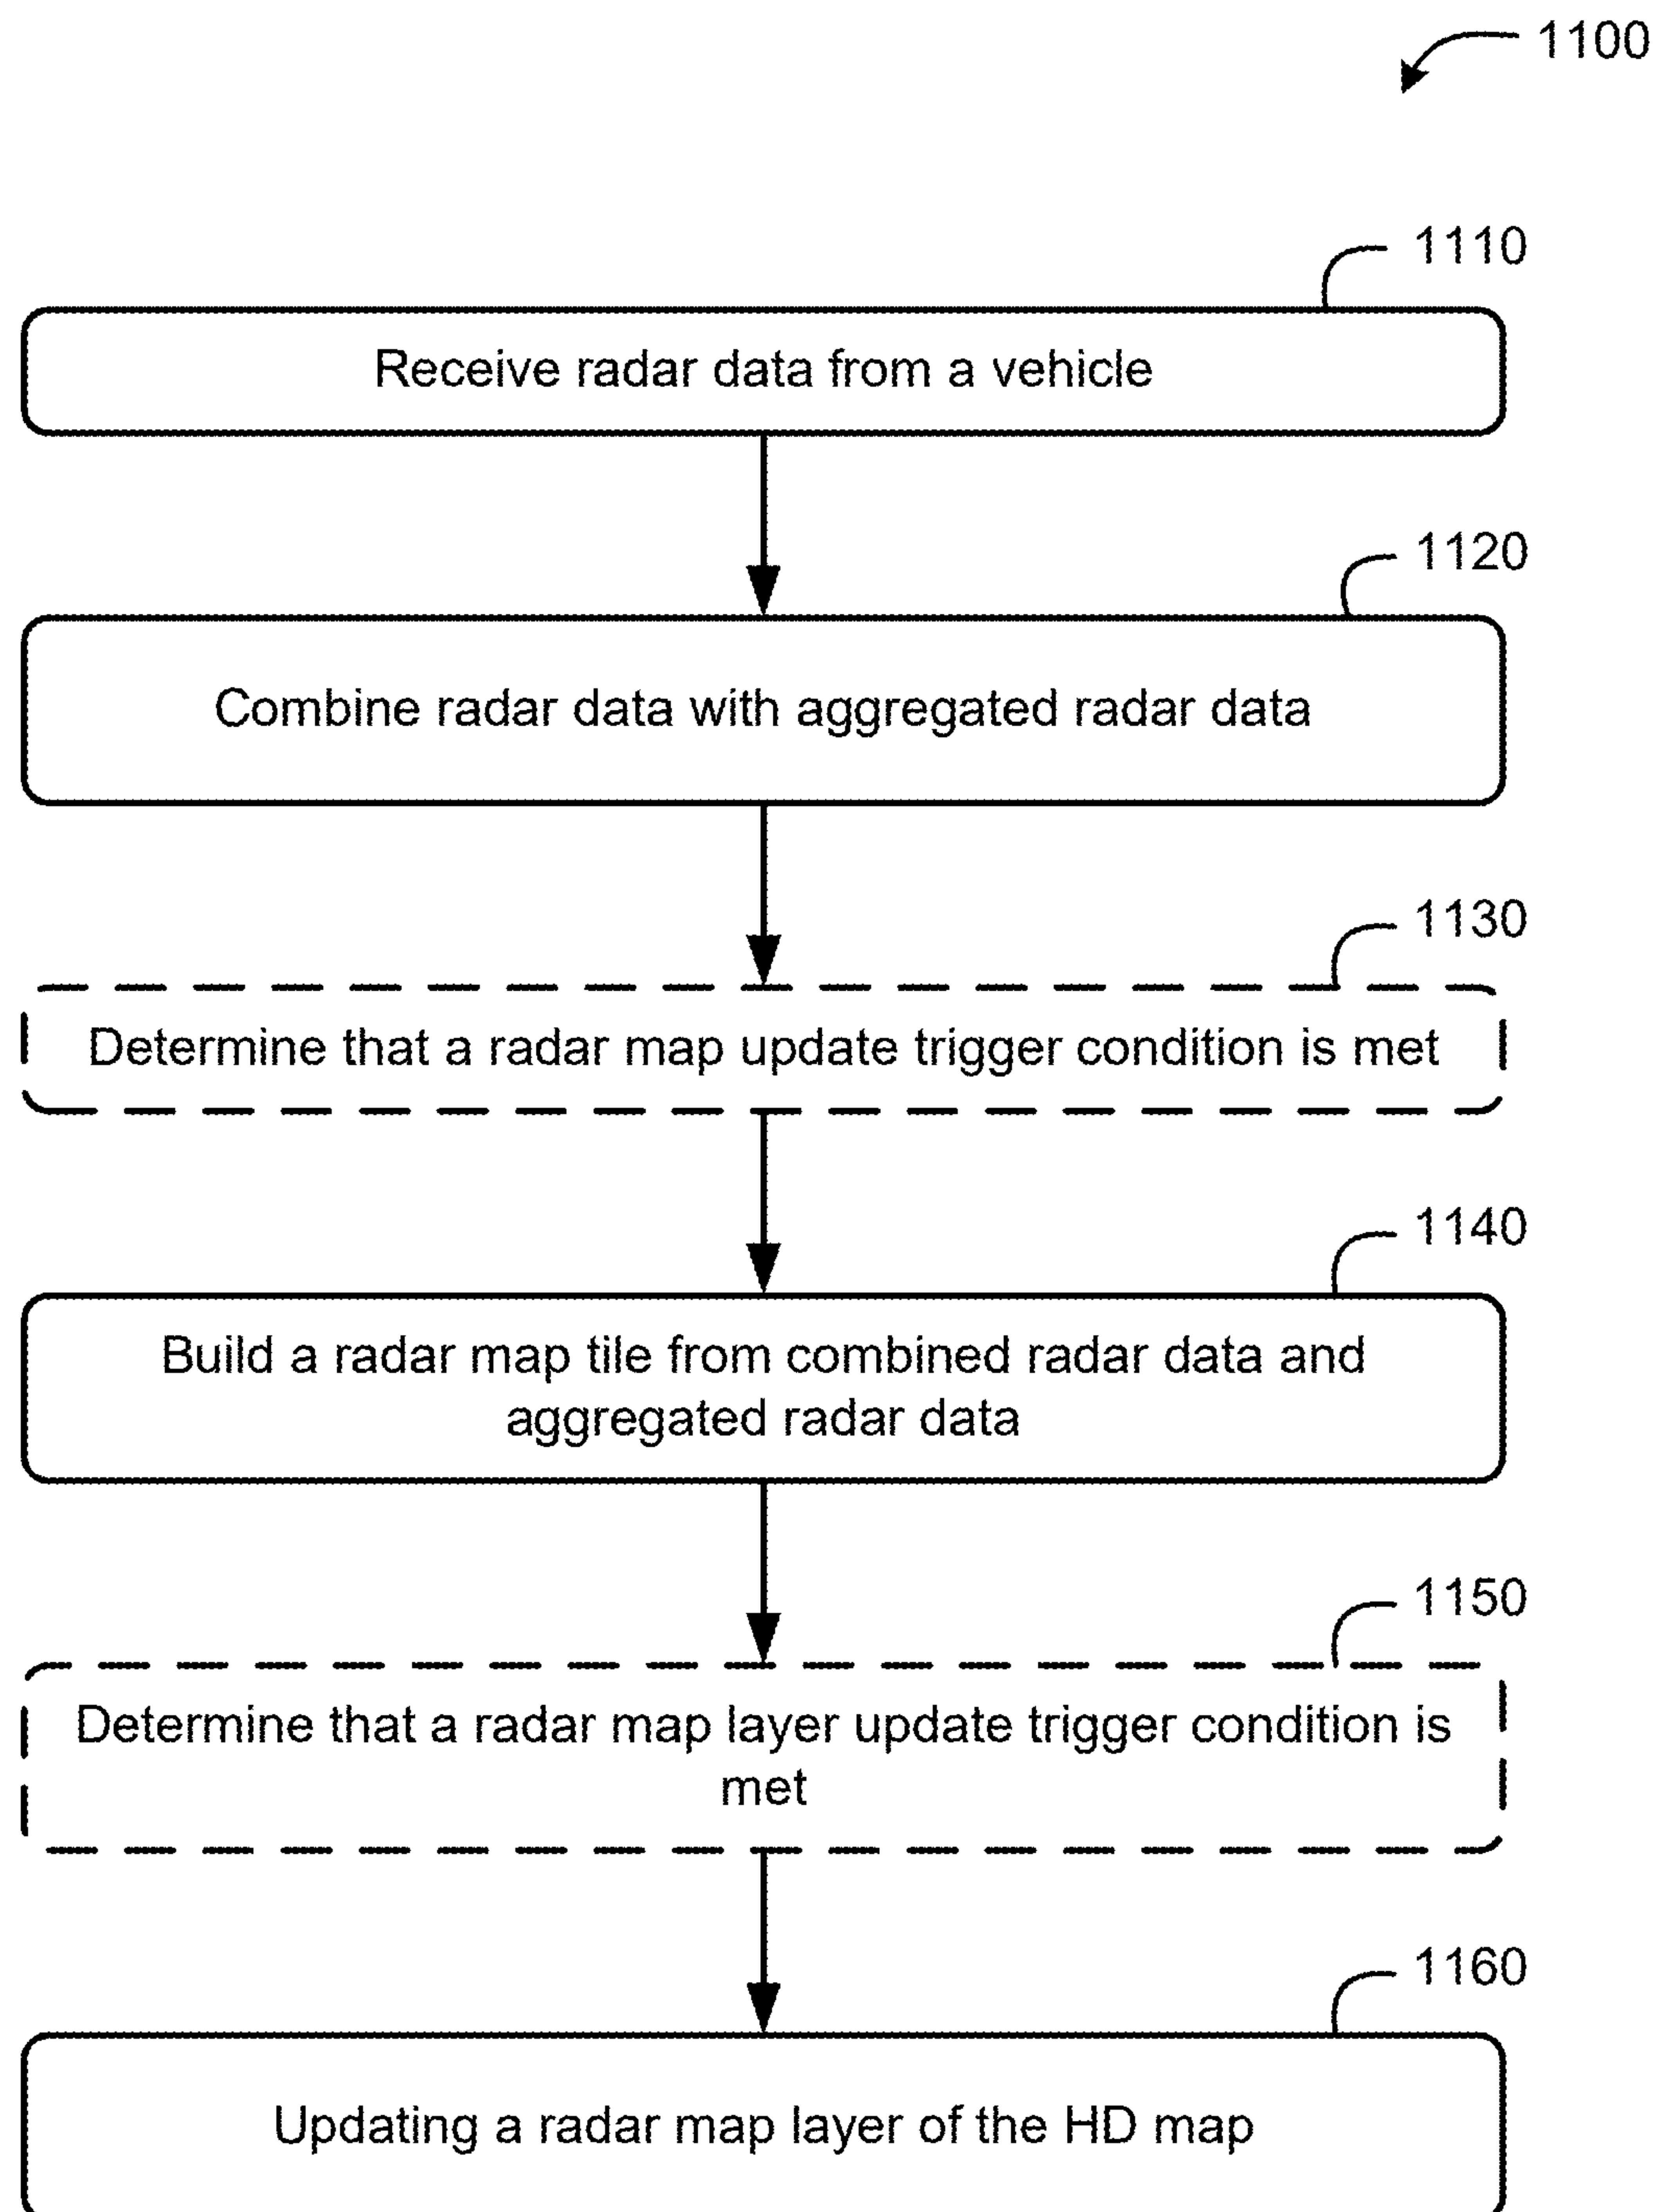 1100
1110
Receive radar data from a vehicle
1120
Combine radar data with aggregated radar data
1130
Determine that a radar map update trigger condition is met
1140
Build a radar map tile from combined radar data and
aggregated radar data
1150
Determine that a radar map layer update trigger condition is
met
1160
Updating a radar map layer of the HD map